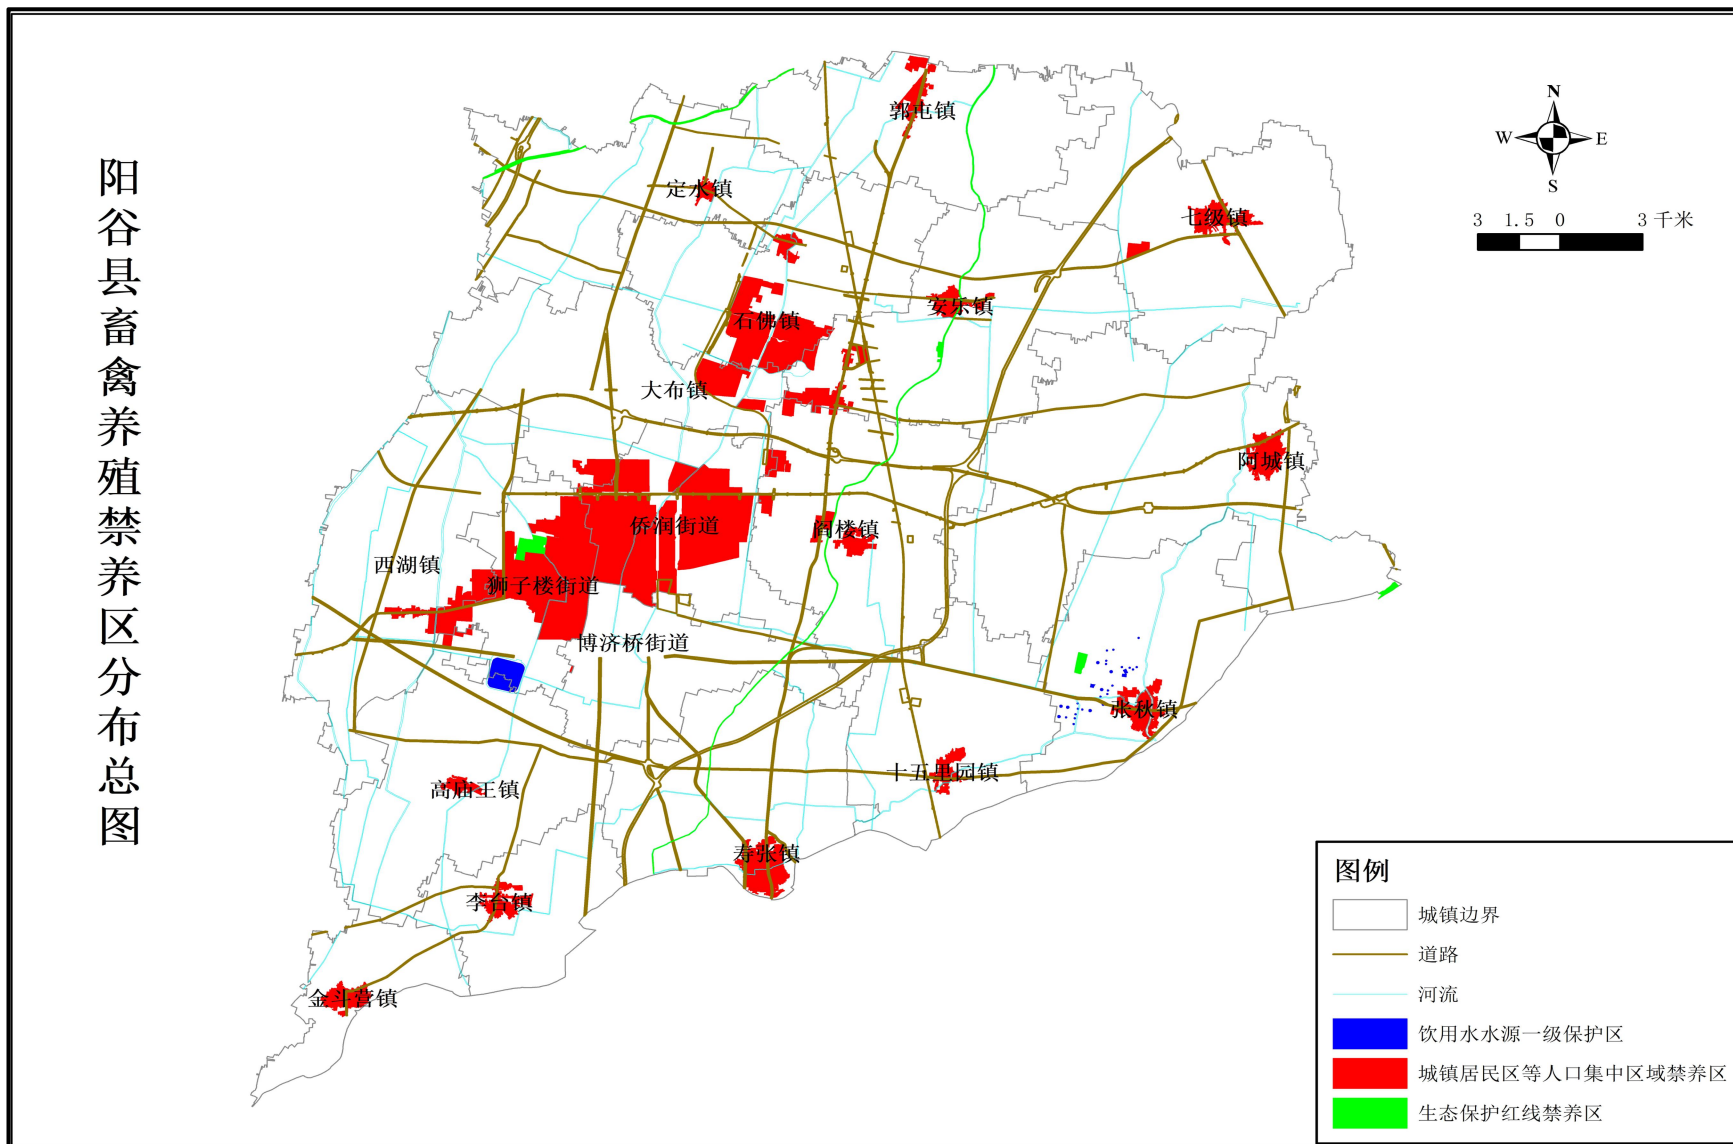 阳谷县畜禽养殖禁养区分布总图
N
W
E
S
3 1.5 0 3 千米
郭屯镇
定水镇
七级镇
安乐镇
石佛镇
大布镇
阿城镇
侨润街道
阎楼镇
西湖镇
狮子楼街道
博济桥街道
张秋镇
十五里园镇
高庙王镇
寿张镇
李台镇
金斗营镇
图例
城镇边界
道路
河流
饮用水水源一级保护区
城镇居民区等人口集中区域禁养区
生态保护红线禁养区